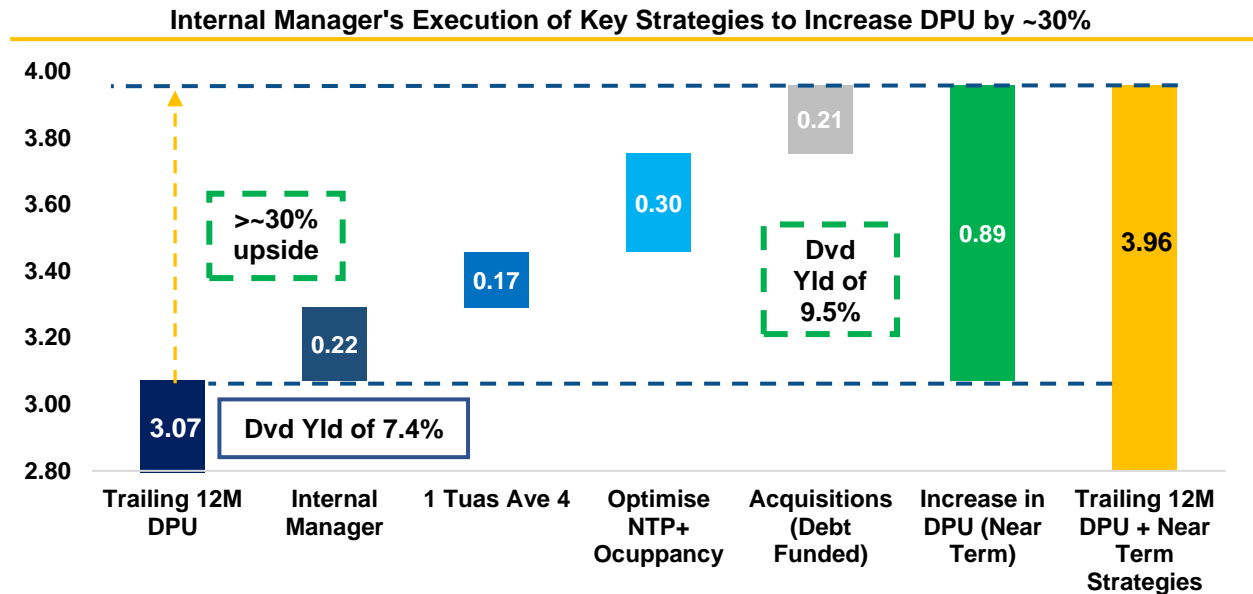 Internal Manager's Execution of Key Strategies to Increase DPU by ~30%
4.00
3.80
3.60
3.40
3.20
3.00
2.80
>~30%
upside
Dvd Yld of 7.4%
Dvd
Yld of
9.5%
3.07
0.22
0.17
0.30
0.21
0.89
3.96
Trailing 12M
DPU
Internal
Manager
1 Tuas Ave 4
Optimise
NTP+
Ocuppancy
Acquisitions
(Debt
Funded)
Increase in
DPU (Near
Term)
Trailing 12M
DPU + Near
Term
Strategies